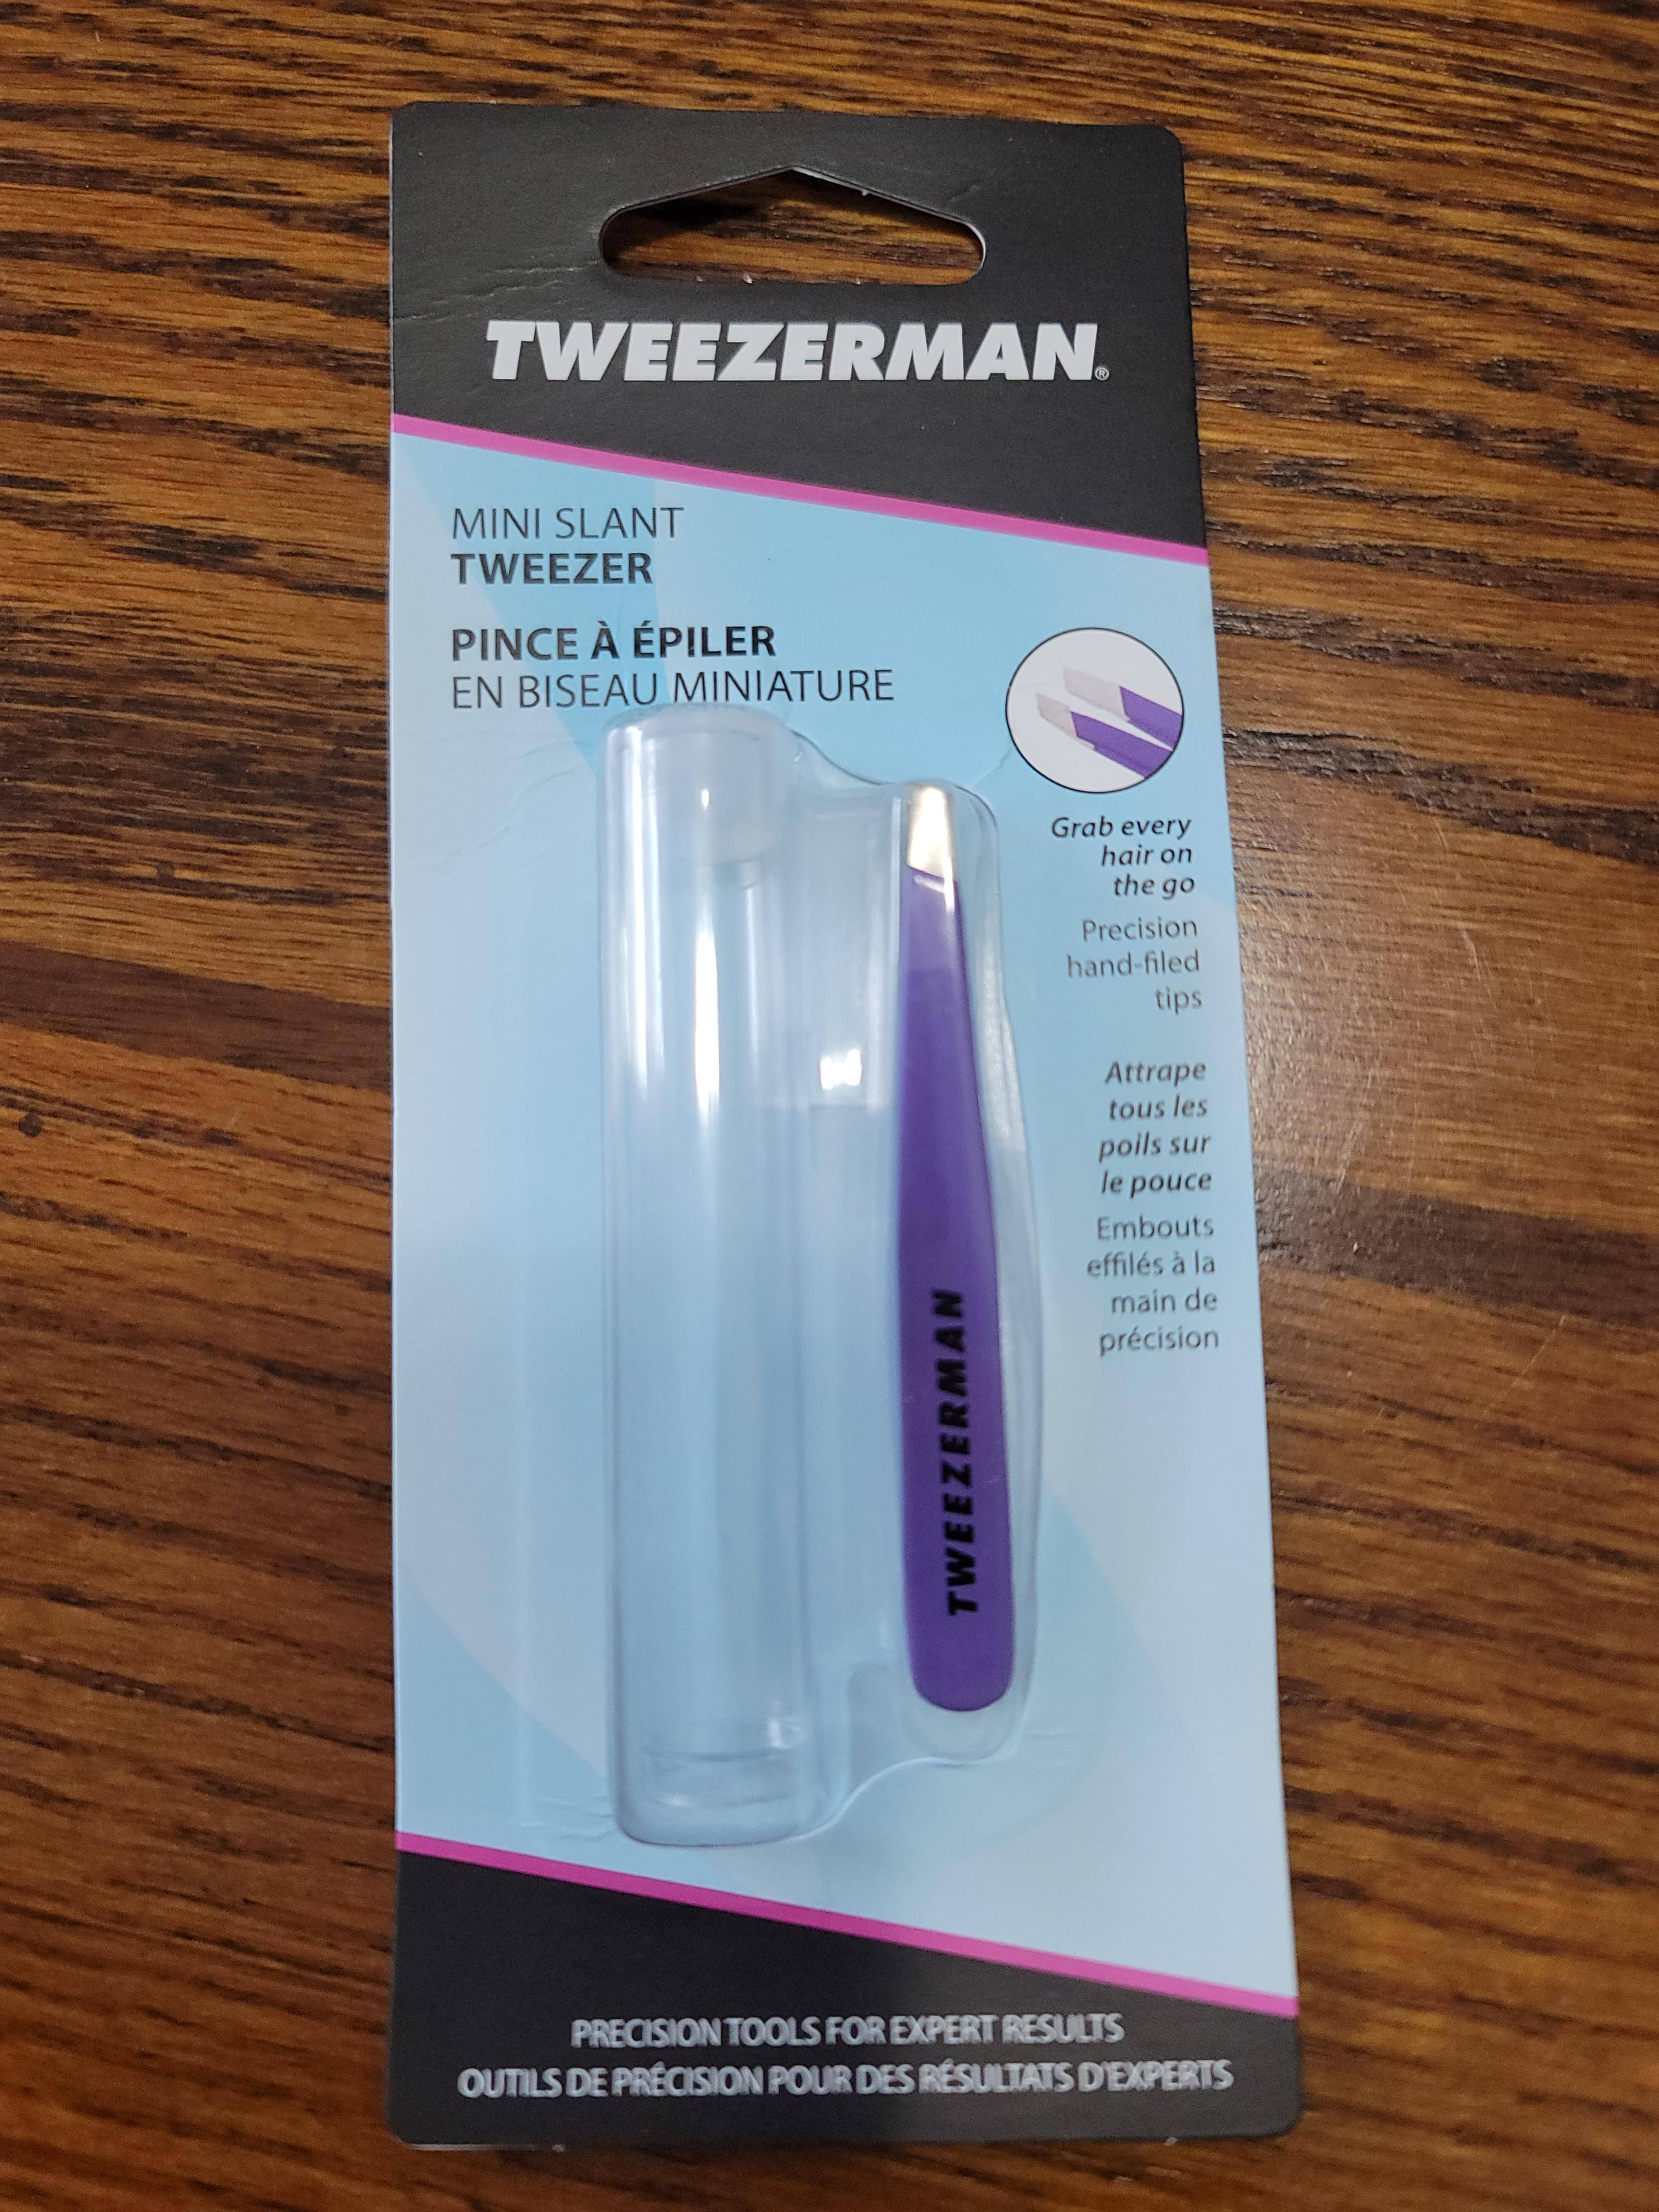 TWEEZERMAN®
MINI SLANT
TWEEZER
PINCE À ÉPILER
EN BISEAU MINIATURE
Grab every
hair on
the go
Precision
hand-filed
tips
Attrape
tous les
poils sur
le pouce
Embouts
effilés à la
main de
précision
TWEEZERMAN
PRECISION TOOLS FOR EXPERT RESULTS
OUTILS DE PRÉCISION POUR DES RÉSULTATS D'EXPERTS